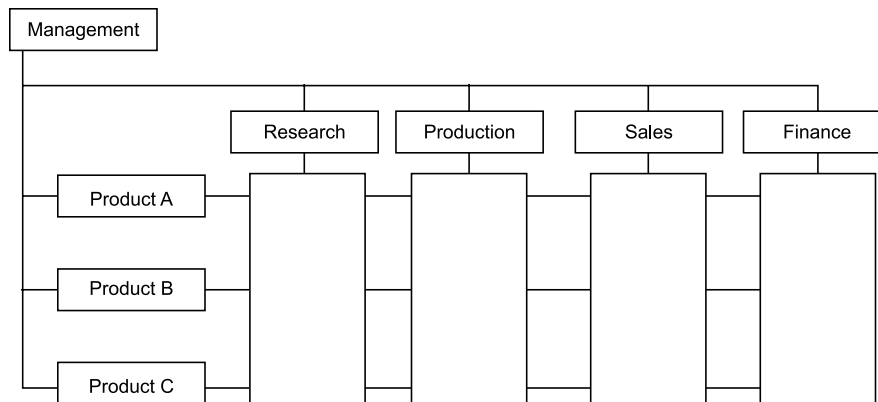 Management
Research
Production
Sales
Finance
Product A
Product B
Product C